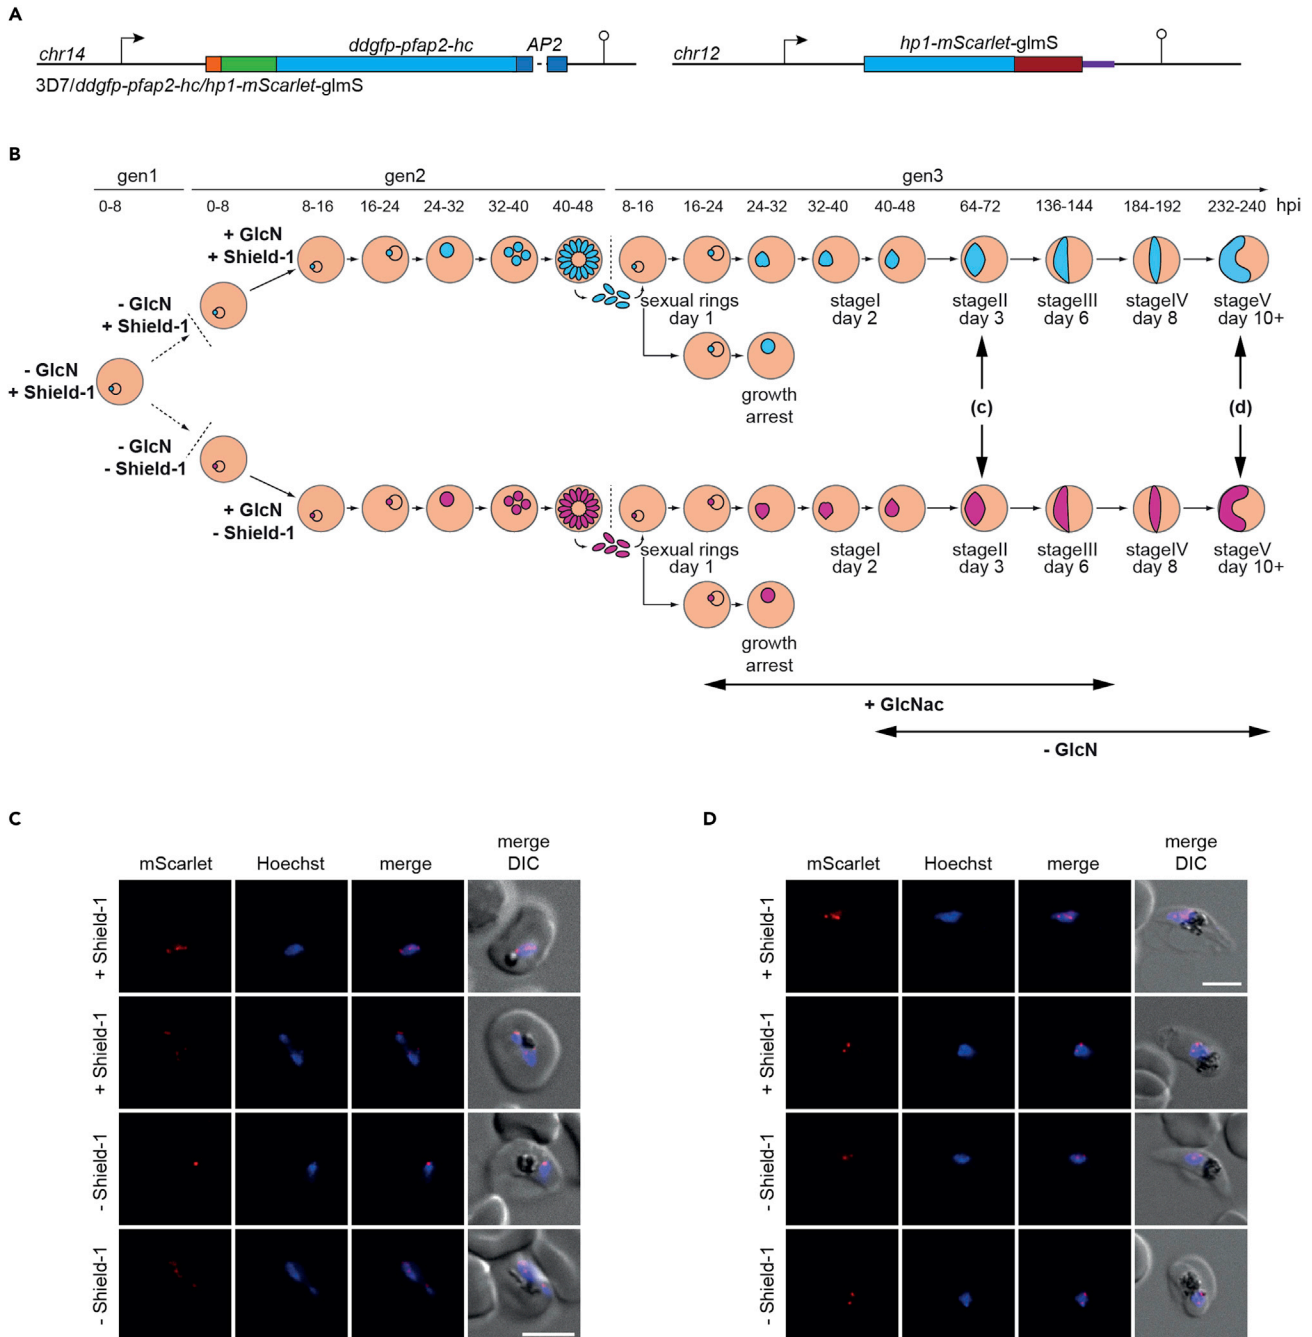 A
chr14
ddgfp-pfap2-hc
AP2
3D7/ddgfp-pfap2-hc/hp1-mScarlet-glmS
chr12
hp1-mScarlet-glmS
B
gen1
gen2
gen3
0-8
0-8
8-16
16-24
24-32
32-40
40-48
8-16
16-24
24-32
32-40
40-48
64-72
136-144
184-192
232-240
hpi
+ GlcN
+ Shield-1
- GlcN
+ Shield-1
- GlcN
+ Shield-1
- GlcN
- Shield-1
+ GlcN
- Shield-1
sexual rings
day 1
stageI
day 2
stageII
day 3
stageIII
day 6
stageIV
day 8
stageV
day 10+
growth
arrest
(c)
(d)
sexual rings
day 1
stageI
day 2
stageII
day 3
stageIII
day 6
stageIV
day 8
stageV
day 10+
growth
arrest
+ GlcNac
- GlcN
C
mScarlet
Hoechst
merge
merge
DIC
+ Shield-1
+ Shield-1
- Shield-1
- Shield-1
D
mScarlet
Hoechst
merge
merge
DIC
+ Shield-1
+ Shield-1
- Shield-1
- Shield-1